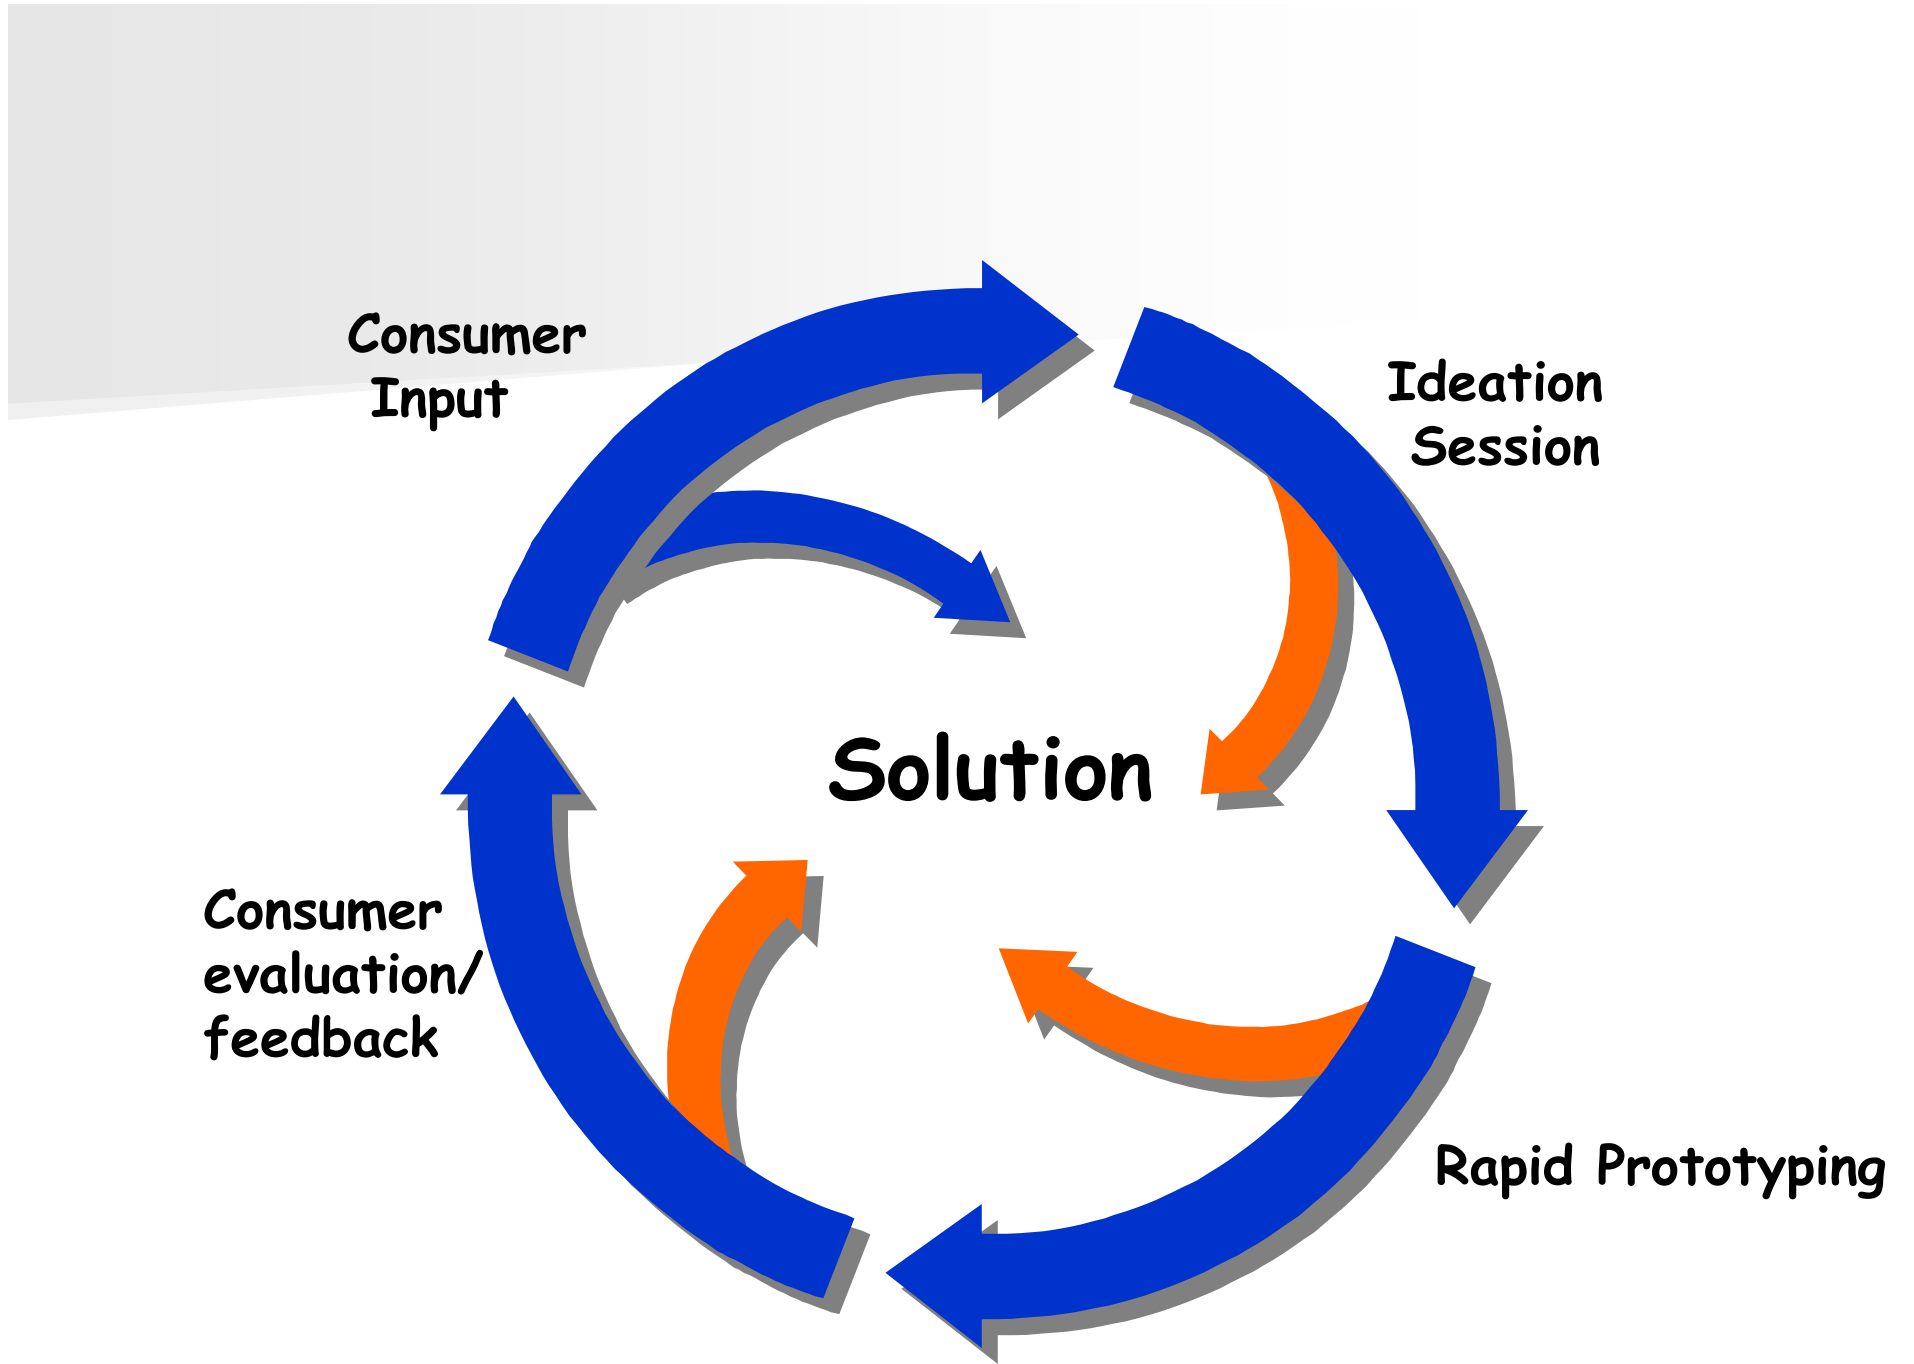 Consumer
Input
Ideation
Session
Solution
Consumer
evaluation/
feedback
Rapid Prototyping